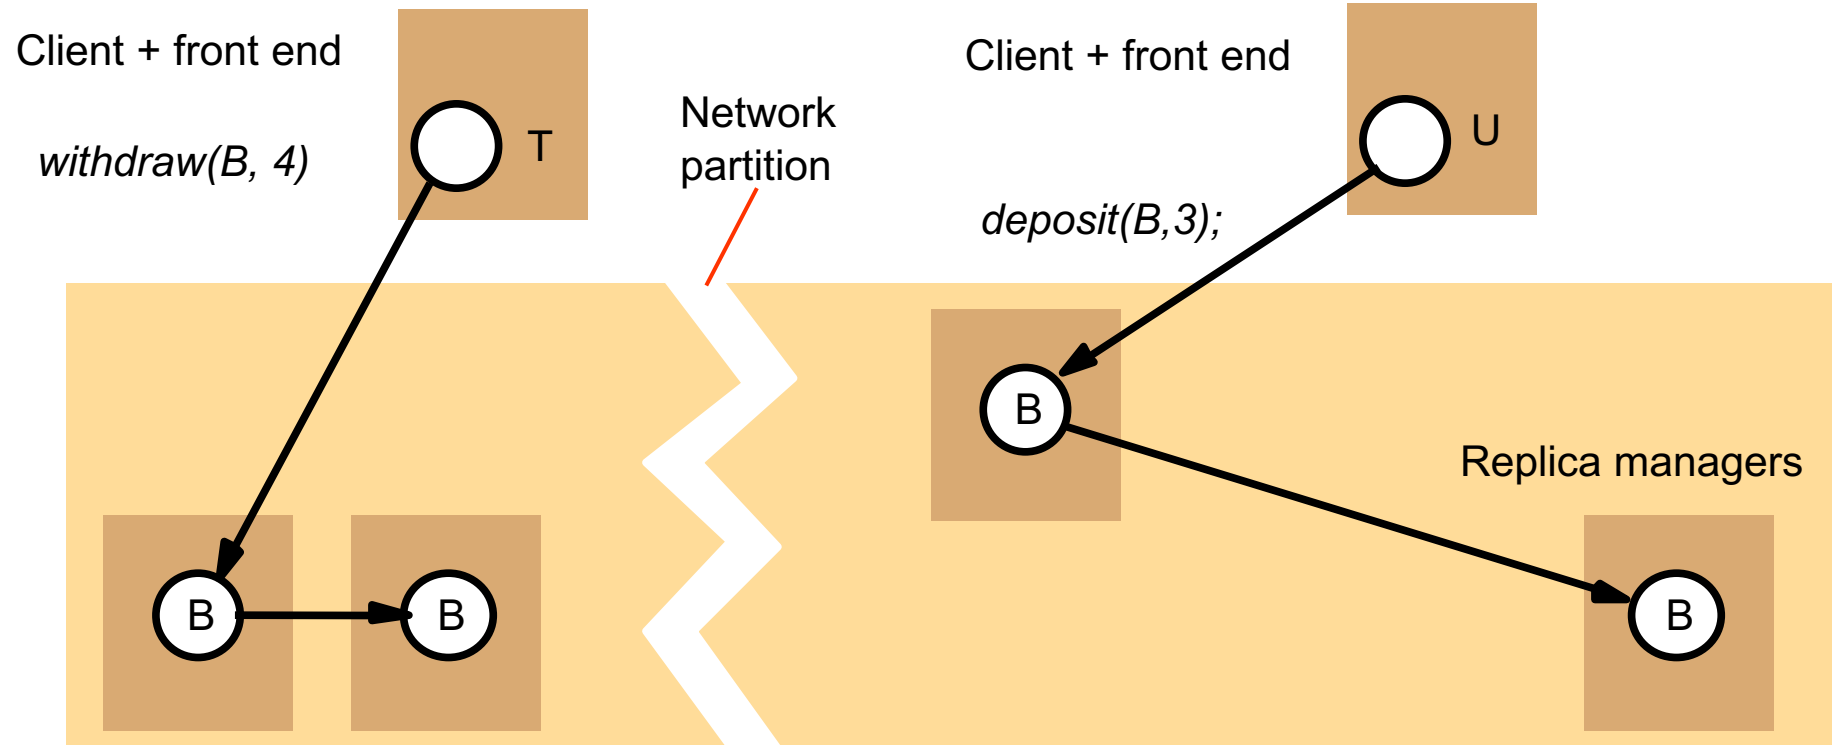 Client + front end
T
withdraw(B, 4)
Network
partition
Client + front end
U
deposit(B,3);
B
Replica managers
B
B
B